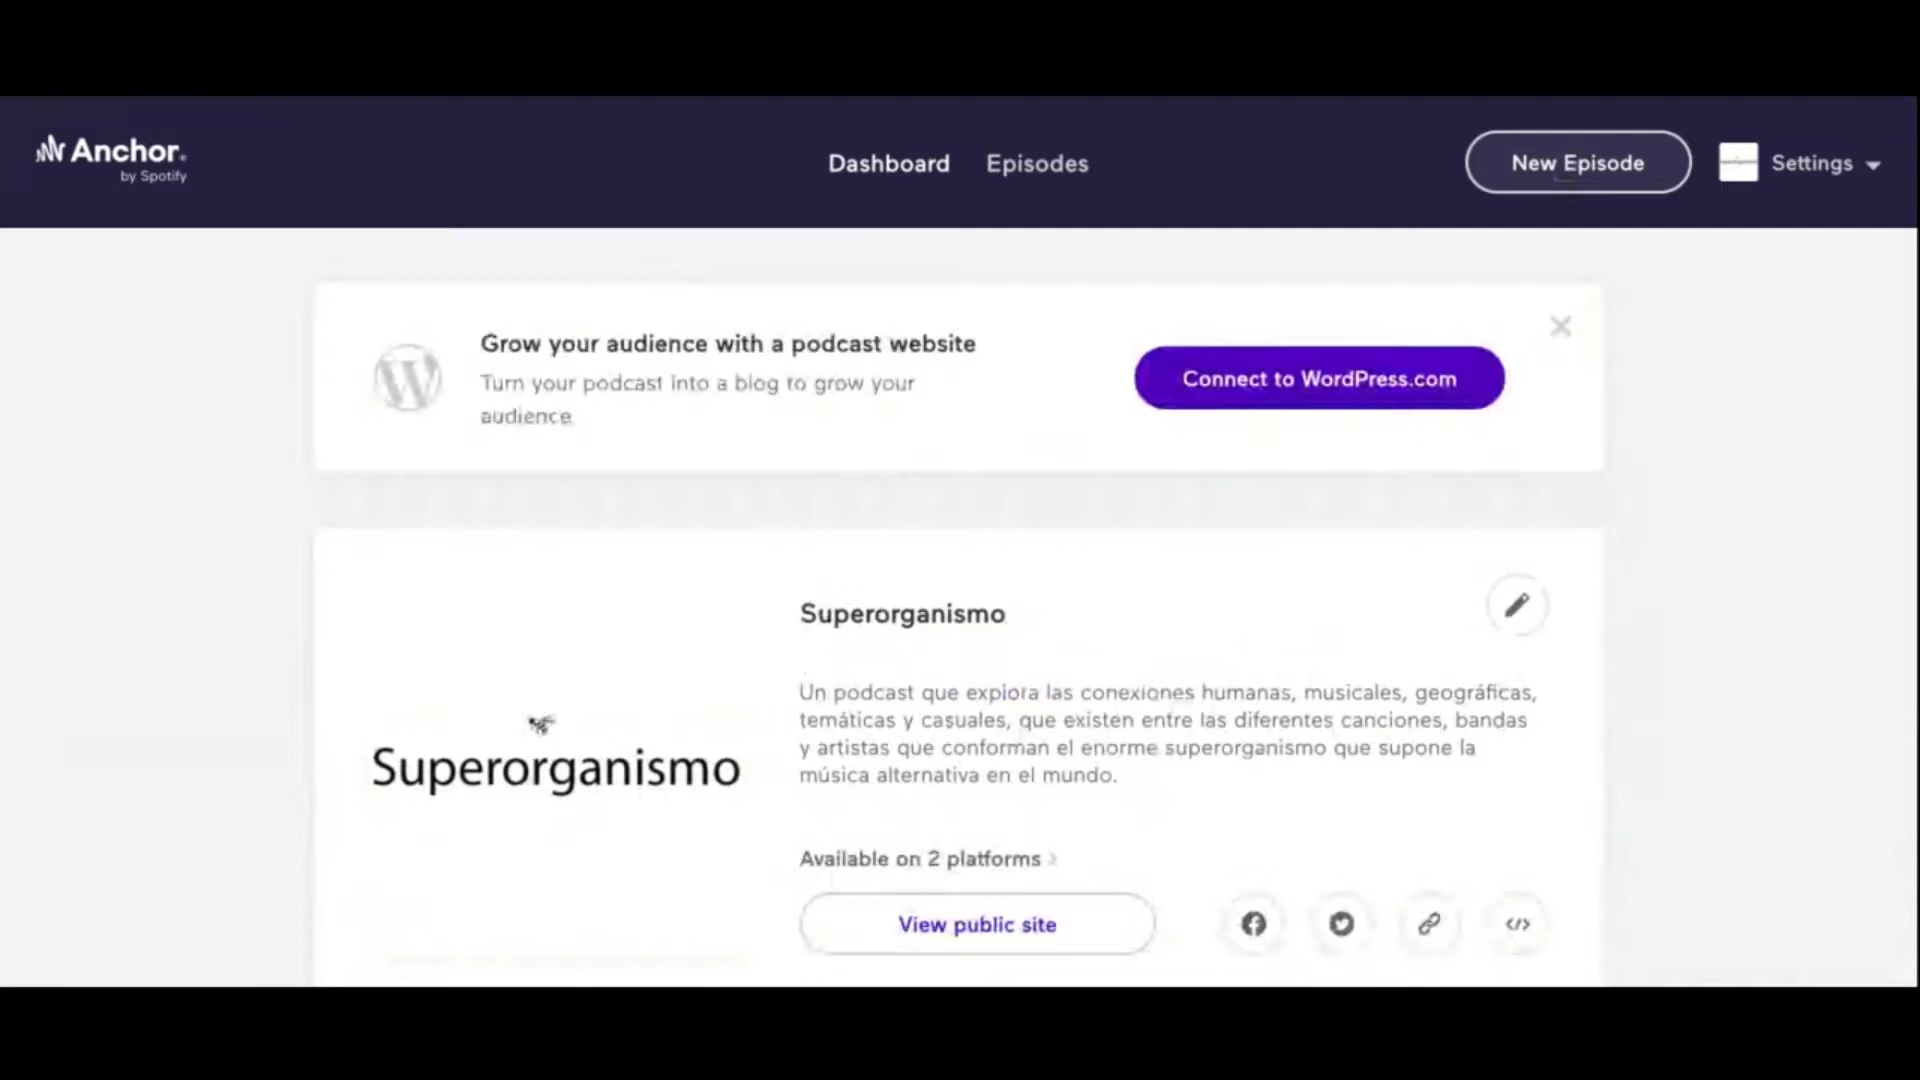 Anchor
by Spotify
Dashboard
Episodes
New Episode
Settings
Grow your audience with a podcast website
Turn your podcast into a blog to grow your
audience
Connect to WordPress.com
Superorganismo
Superorganismo
Un podcast que explora las conexiones humanas, musicales, geográficas,
temáticas y casuales, que existen entre las diferentes canciones, bandas
y artistas que conforman el enorme superorganismo que supone la
música alternativa en el mundo.
Available on 2 platforms
View public site